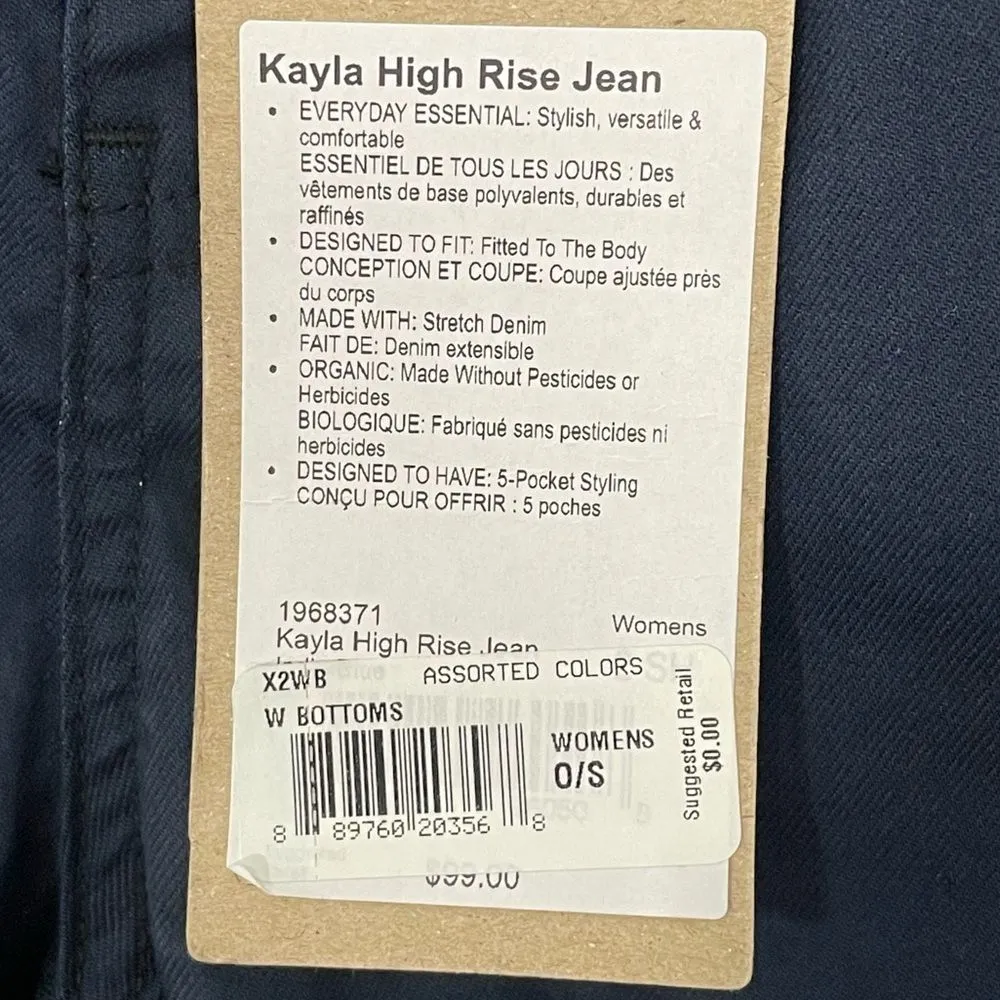 Kayla High Rise Jean
• EVERYDAY ESSENTIAL: Stylish, versatile &
comfortable
ESSENTIEL DE TOUS LES JOURS : Des
vêtements de base polyvalents, durables et
raffinés
• DESIGNED TO FIT: Fitted To The Body
CONCEPTION ET COUPE: Coupe ajustée près
du corps
• MADE WITH: Stretch Denim
FAIT DE: Denim extensible
• ORGANIC: Made Without Pesticides or
Herbicides
BIOLOGIQUE: Fabriqué sans pesticides ni
herbicides
• DESIGNED TO HAVE: 5-Pocket Styling
CONÇU POUR OFFRIR : 5 poches
1968371
Womens
Kayla High Rise Jean
X2WB
ASSORTED COLORS
W BOTTOMS
WOMENS
O/S
Suggested Retail
$0.00
8 89760 20356 8
$99.00